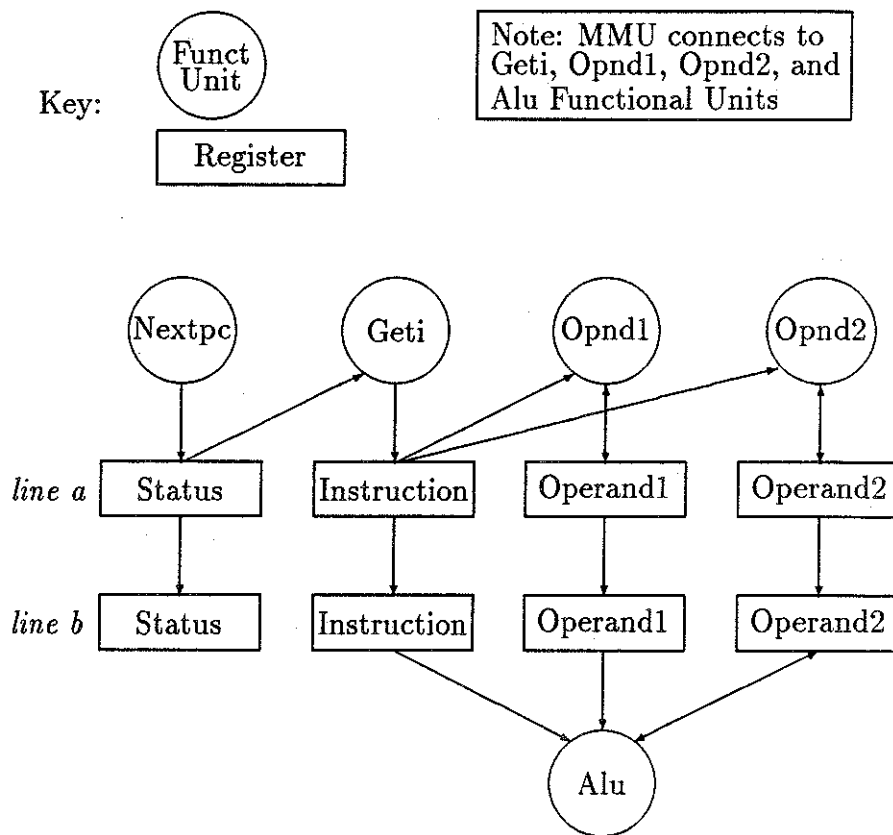 Key:
Funct
Unit
Register
Note: MMU connects to
Geti, Opnd1, Opnd2, and
Alu Functional Units
Nextpc
Geti
Opnd1
Opnd2
line a
Status
Instruction
Operand1
Operand2
line b
Status
Instruction
Operand1
Operand2
Alu